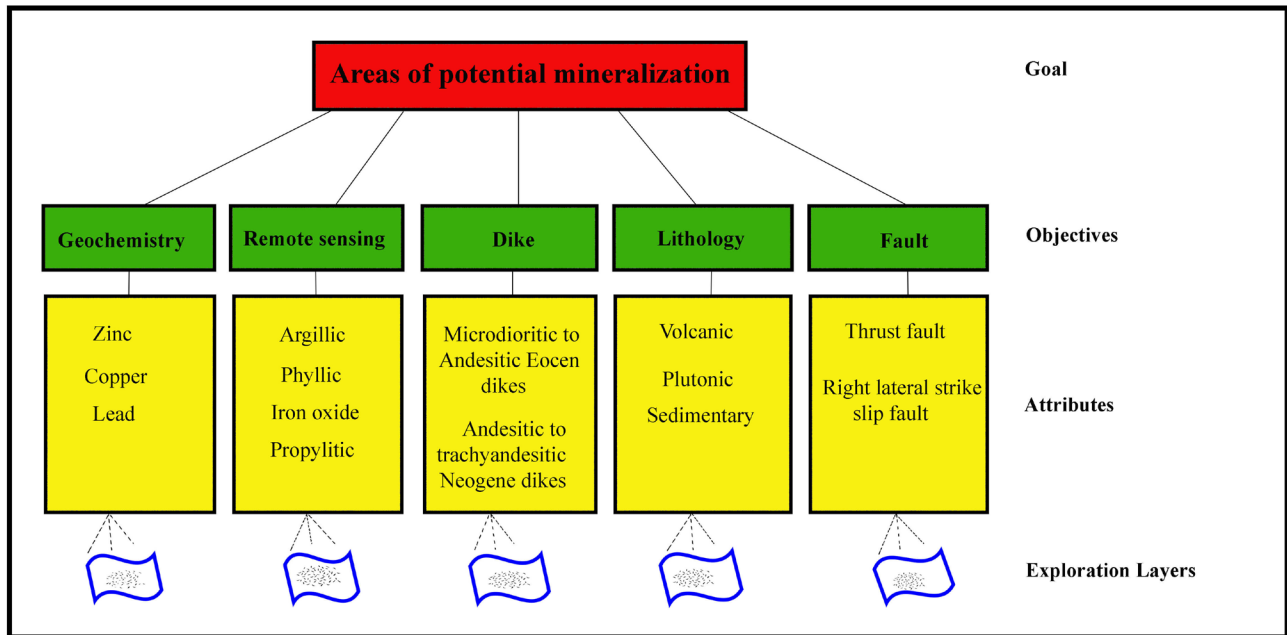 Areas of potential mineralization
Goal
Geochemistry
Remote sensing
Dike
Lithology
Fault
Objectives
Zinc
Copper
Lead
Argillic
Phyllic
Iron oxide
Propylitic
Microdioritic to
Andesitic Eocen
dikes
Andesitic to
trachyandesitic
Neogene dikes
Volcanic
Plutonic
Sedimentary
Thrust fault
Right lateral strike
slip fault
Attributes
Exploration Layers